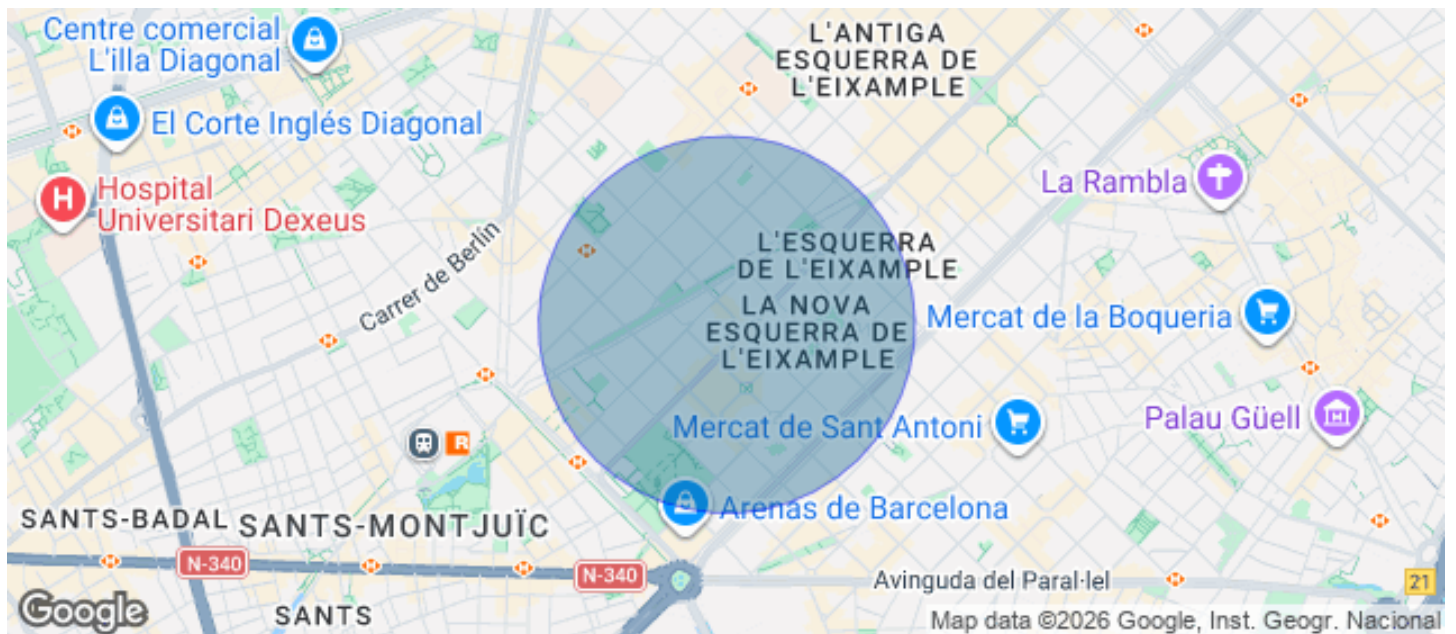 Centre comercial
L'illa Diagonal
L'ANTIGA
ESQUERRA DE
L'EIXAMPLE
El Corte Inglés Diagonal
Hospital
Universitari Dexeus
La Rambla
Carrer de Berlín
L'ESQUERRA
DE L'EIXAMPLE
LA NOVA
ESQUERRA DE
L'EIXAMPLE
Mercat de la Boqueria
Mercat de Sant Antoni
Palau Güell
R
Arenas de Barcelona
SANTS-BADAL
SANTS-MONTJUÏC
N-340
N-340
Avinguda del Paral·lel
21
Google
SANTS
Map data ©2026 Google, Inst. Geogr. Nacional